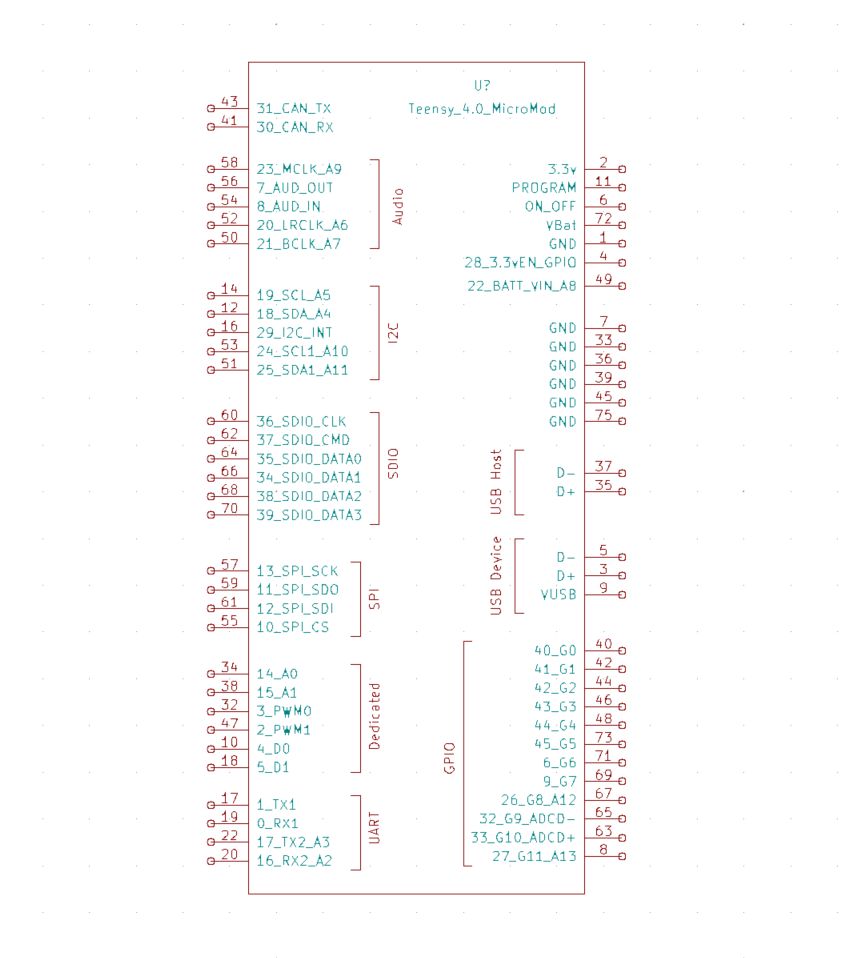 U?
Teensy_4.0_MicroMod
43 31_CAN_TX
41 30_CAN_RX
58 23_MCLK_A9
56 7_AUD_OUT
54 8_AUD_IN
52 20_LRCLK_A6
50 21_BCLK_A7
Audio
14 19_SCL_A5
12 18_SDA_A4
16 29_I2C_INT
53 24_SCL1_A10
51 25_SDA1_A11
I2C
60 36_SDIO_CLK
62 37_SDIO_CMD
64 35_SDIO_DATA0
66 34_SDIO_DATA1
68 38_SDIO_DATA2
70 39_SDIO_DATA3
SDIO
57 13_SPI_SCK
59 11_SPI_SDO
61 12_SPI_SDI
55 10_SPI_CS
SPI
34 14_A0
38 15_A1
32 3_PWM0
47 2_PWM1
10 4_D0
18 5_D1
Dedicated
17 1_TX1
19 0_RX1
22 17_TX2_A3
20 16_RX2_A2
UART
3.3v 2
PROGRAM 11
ON_OFF 6
VBat 72
GND 1
28_3.3vEN_GPIO 4
22_BATT_VIN_A8 49
GND 7
GND 33
GND 36
GND 39
GND 45
GND 75
USB Host
D- 37
D+ 35
USB Device
D- 5
D+ 3
VUSB 9
GPIO
40_G0 40
41_G1 42
42_G2 44
43_G3 46
44_G4 48
45_G5 73
6_G6 71
9_G7 69
26_G8_A12 67
32_G9_ADCD- 65
33_G10_ADCD+ 63
27_G11_A13 8